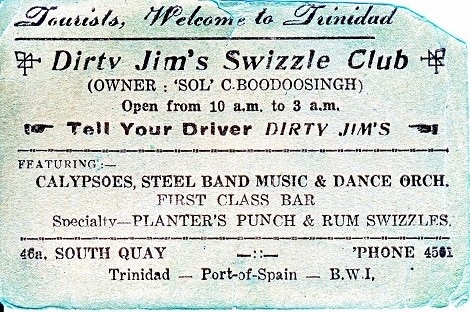 Tourists, Welcome to Trinidad
Dirty Jim's Swizzle Club
(OWNER : 'SOL' C. BOODOOSINGH)
Open from 10 a.m. to 3 a.m.
Tell Your Driver DIRTY JIM'S
FEATURING :—
CALYPSOES, STEEL BAND MUSIC & DANCE ORCH.
FIRST CLASS BAR
Specialty—PLANTER'S PUNCH & RUM SWIZZLES.
46a, SOUTH QUAY —::— 'PHONE 4501
Trinidad — Port-of-Spain — B.W.I.